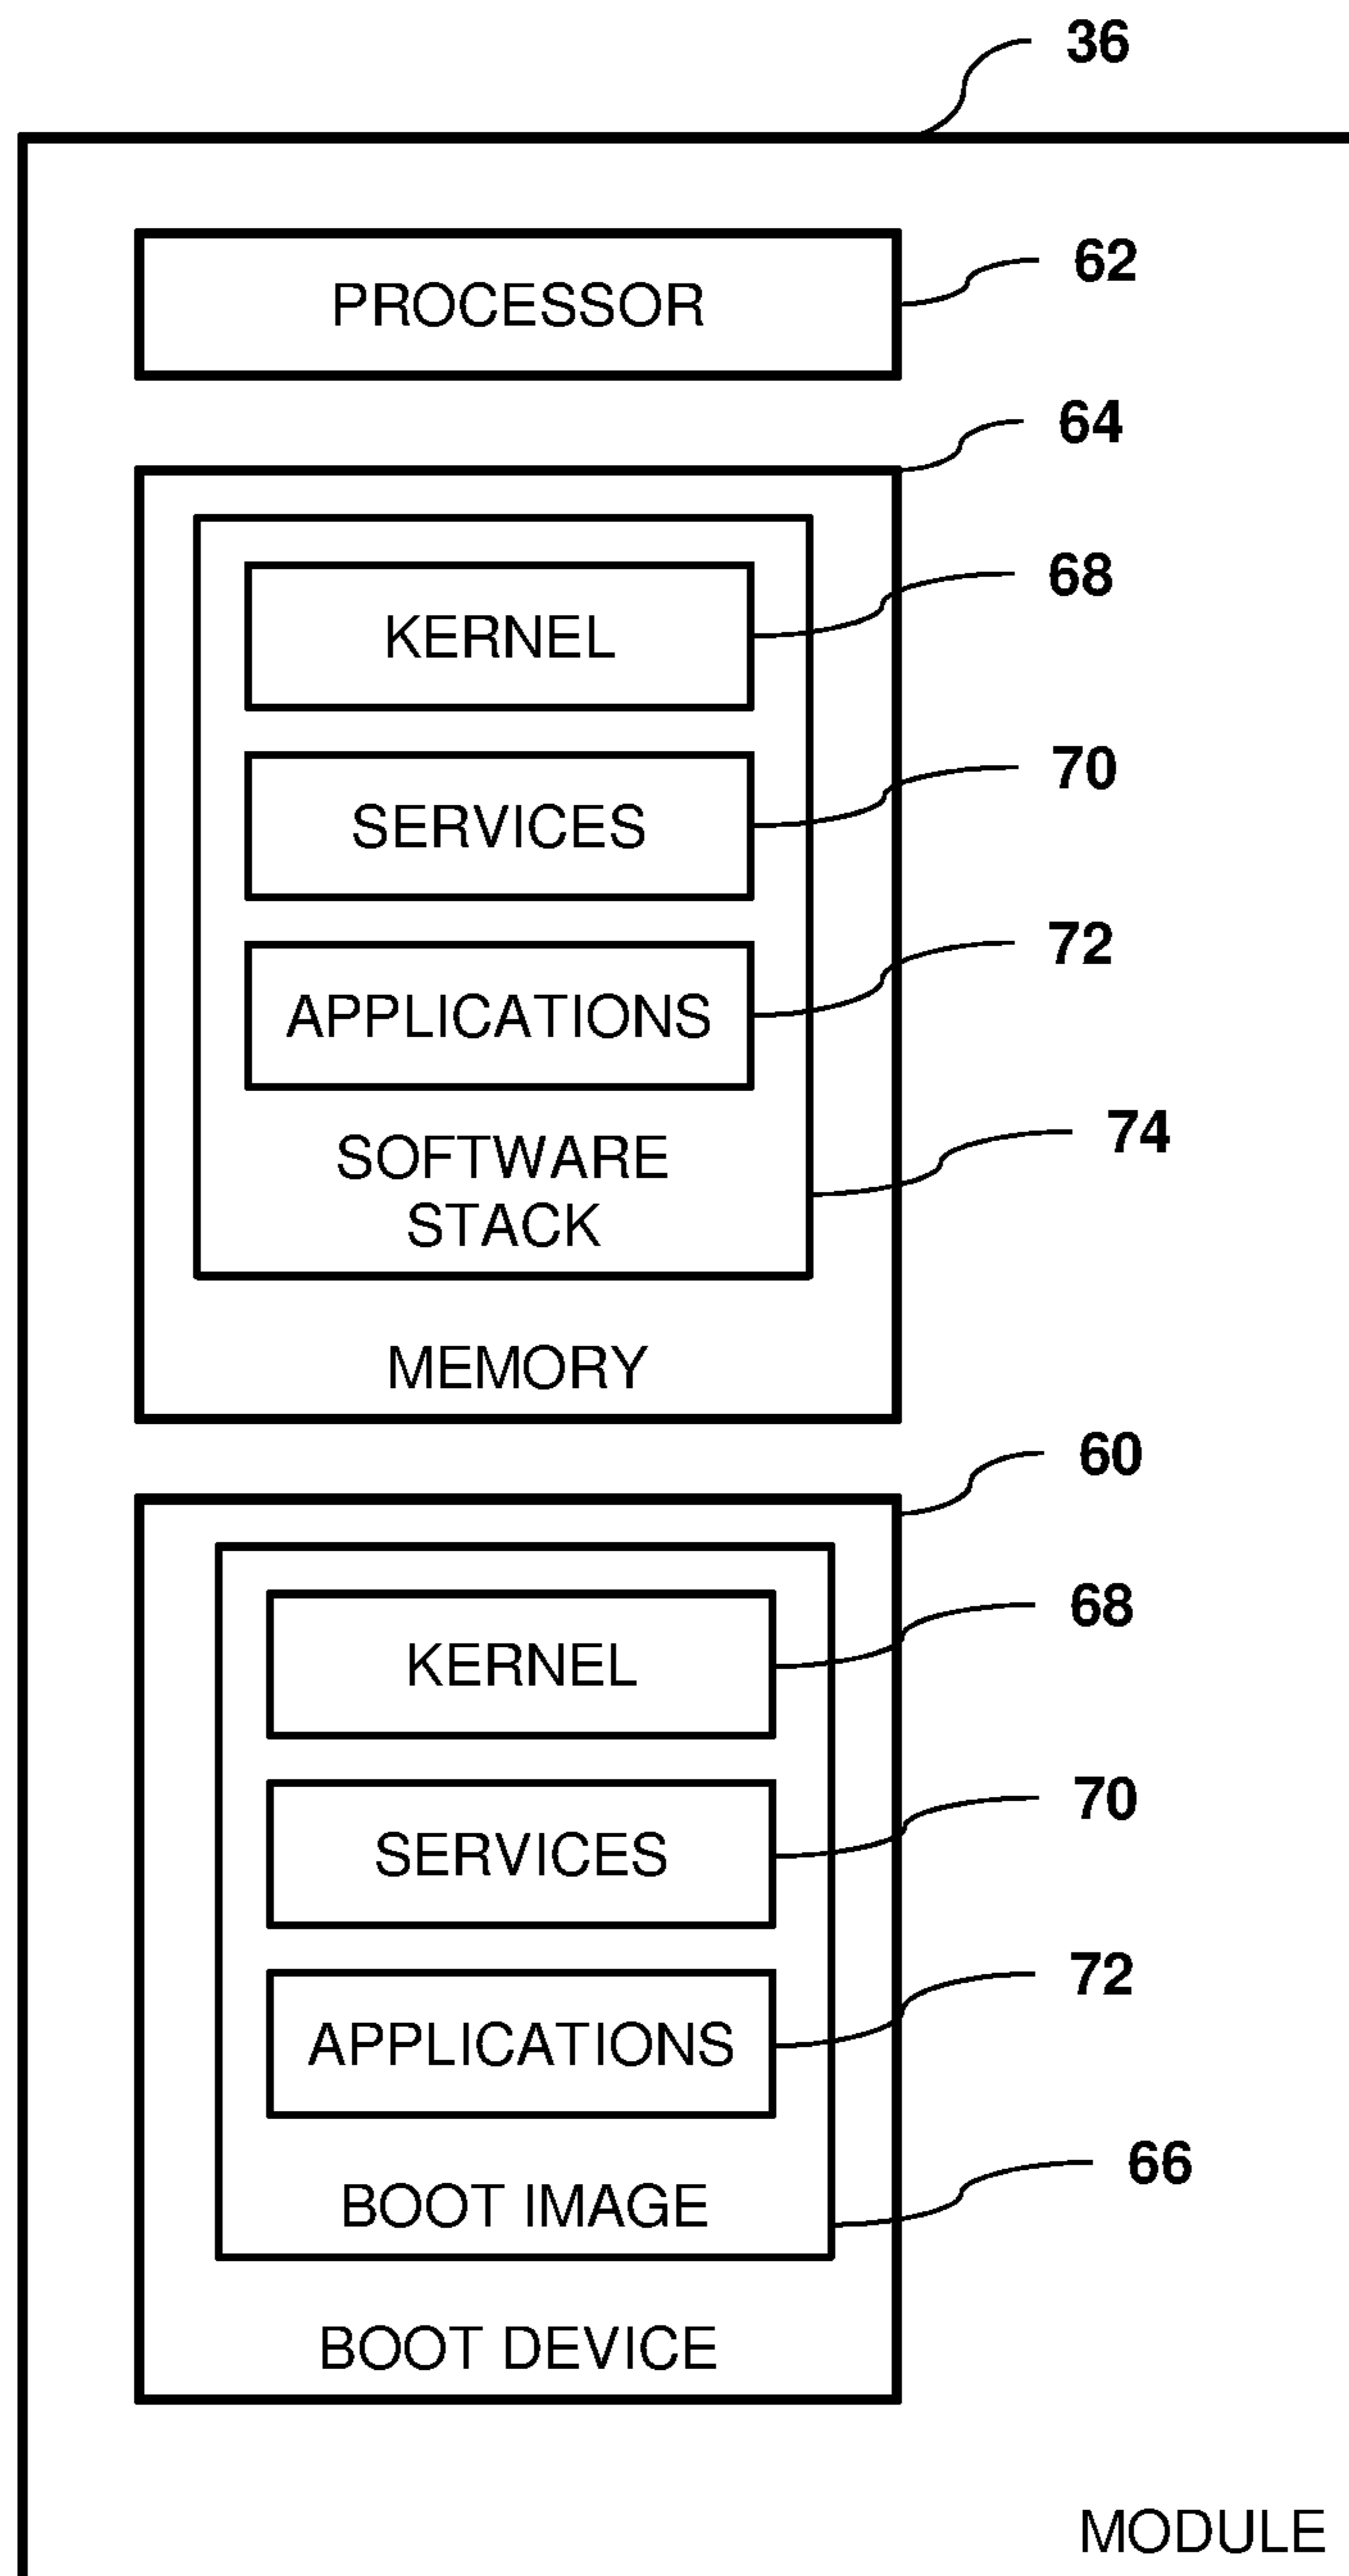 36
PROCESSOR
62
64
KERNEL
68
SERVICES
70
APPLICATIONS
72
SOFTWARE
STACK
74
MEMORY
60
KERNEL
68
SERVICES
70
APPLICATIONS
72
BOOT IMAGE
66
BOOT DEVICE
MODULE